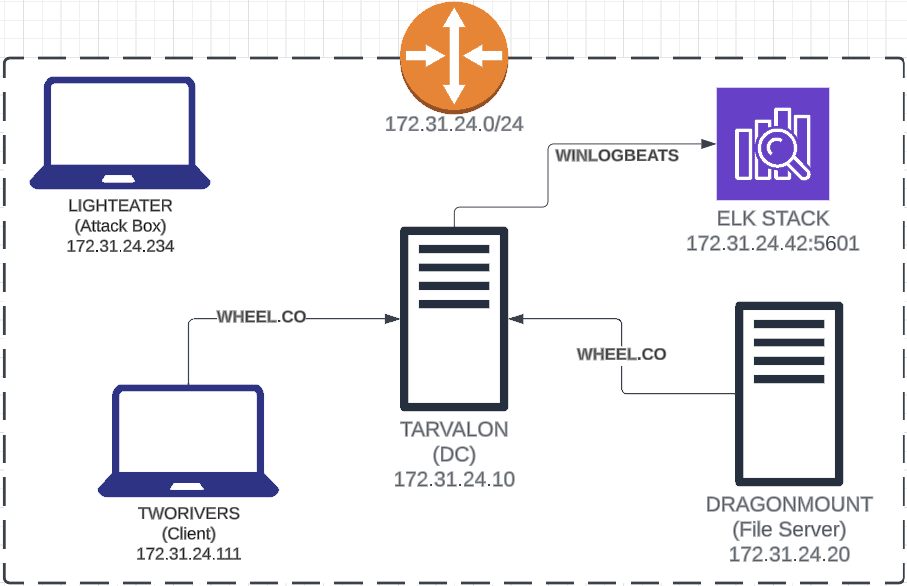 172.31.24.0/24
WINLOGBEATS
LIGHTEATER
(Attack Box)
172.31.24.234
ELK STACK
172.31.24.42:5601
WHEEL.CO
WHEEL.CO
TARVALON
(DC)
172.31.24.10
TWORIVERS
(Client)
172.31.24.111
DRAGONMOUNT
(File Server)
172.31.24.20